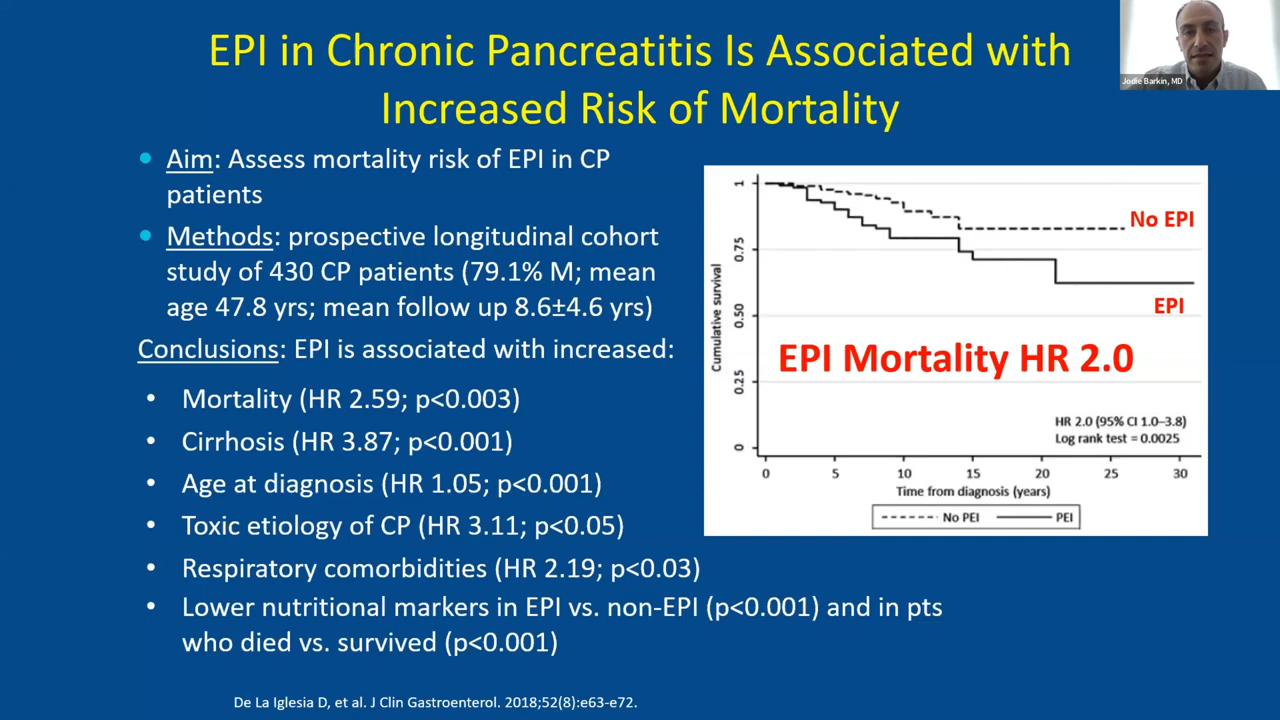 EPI in Chronic Pancreatitis Is Associated with
Increased Risk of Mortality
Jodie Barkin, MD
• Aim: Assess mortality risk of EPI in CP
patients
• Methods: prospective longitudinal cohort
study of 430 CP patients (79.1% M; mean
age 47.8 yrs; mean follow up 8.6±4.6 yrs)
Conclusions: EPI is associated with increased:
• Mortality (HR 2.59; p<0.003)
• Cirrhosis (HR 3.87; p<0.001)
• Age at diagnosis (HR 1.05; p<0.001)
• Toxic etiology of CP (HR 3.11; p<0.05)
• Respiratory comorbidities (HR 2.19; p<0.03)
• Lower nutritional markers in EPI vs. non-EPI (p<0.001) and in pts
who died vs. survived (p<0.001)
Cumulative survival
1
0.75
0.50
0.25
0
No EPI
EPI
EPI Mortality HR 2.0
HR 2.0 (95% CI 1.0–3.8)
Log rank test = 0.0025
0 5 10 15 20 25 30
Time from diagnosis (years)
No PEI PEI
De La Iglesia D, et al. J Clin Gastroenterol. 2018;52(8):e63-e72.